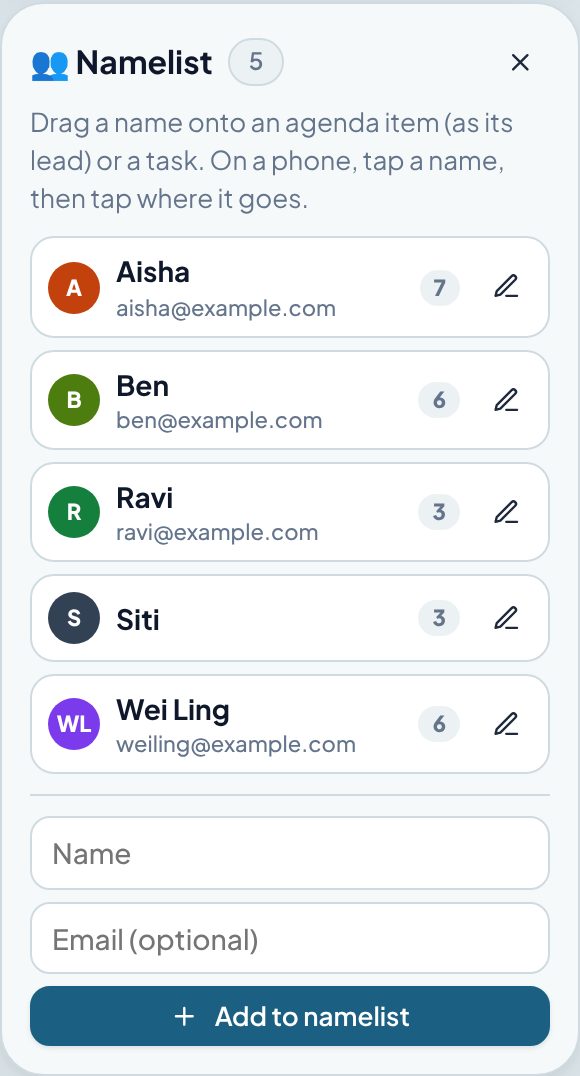 👥 Namelist 5
Drag a name onto an agenda item (as its
lead) or a task. On a phone, tap a name,
then tap where it goes.
A Aisha 7
aisha@example.com
B Ben 6
ben@example.com
R Ravi 3
ravi@example.com
S Siti 3
WL Wei Ling 6
weiling@example.com
Name
Email (optional)
+ Add to namelist